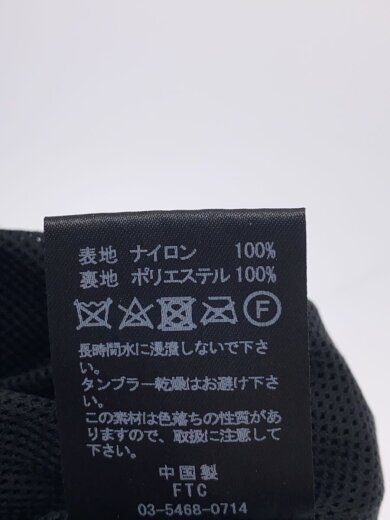 表地 ナイロン 100%
裏地 ポリエステル 100%
F
長時間水に浸漬しないで下さ
い。
タンブラー乾燥はお避け下さ
い。
この素材は色落ちの性質があ
りますので、取扱に注意して
下さい。
中国製
FTC
03-5468-0714